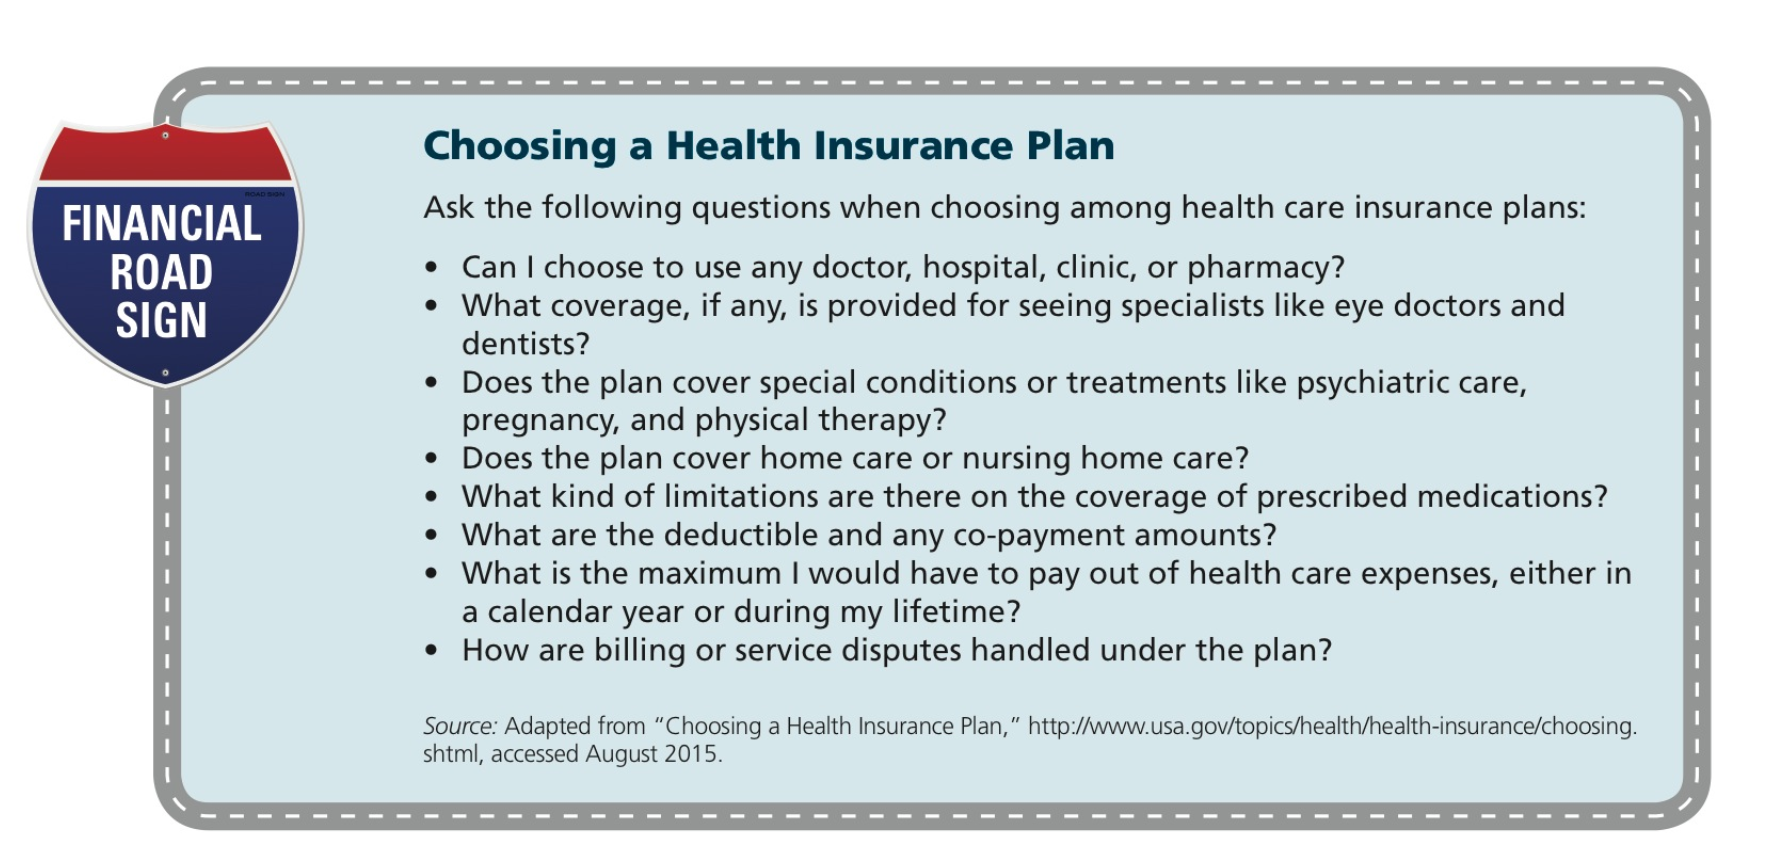 ROAD SIGN
FINANCIAL
ROAD
SIGN
Choosing a Health Insurance Plan
Ask the following questions when choosing among health care insurance plans:
• Can I choose to use any doctor, hospital, clinic, or pharmacy?
• What coverage, if any, is provided for seeing specialists like eye doctors and
dentists?
• Does the plan cover special conditions or treatments like psychiatric care,
pregnancy, and physical therapy?
• Does the plan cover home care or nursing home care?
• What kind of limitations are there on the coverage of prescribed medications?
• What are the deductible and any co-payment amounts?
• What is the maximum I would have to pay out of health care expenses, either in
a calendar year or during my lifetime?
• How are billing or service disputes handled under the plan?
Source: Adapted from “Choosing a Health Insurance Plan,” http://www.usa.gov/topics/health/health-insurance/choosing.
shtml, accessed August 2015.